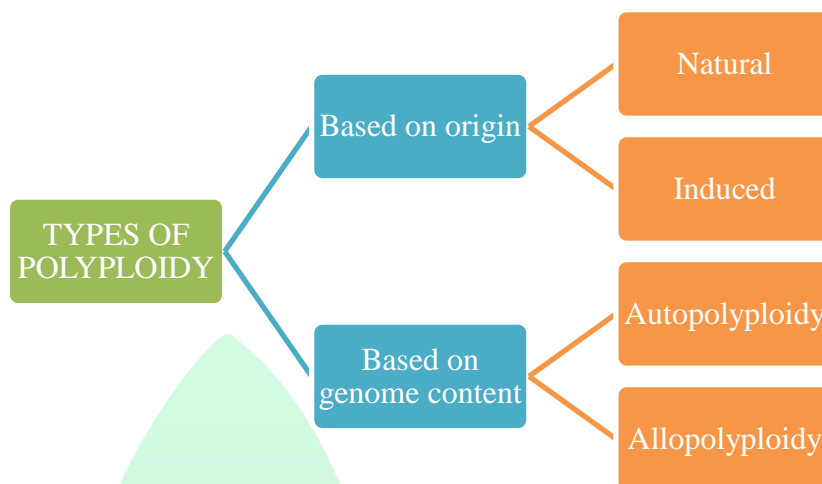 Natural
Based on origin
Induced
TYPES OF
POLYPLOIDY
Autopolyploidy
Based on
genome content
Allopolyploidy